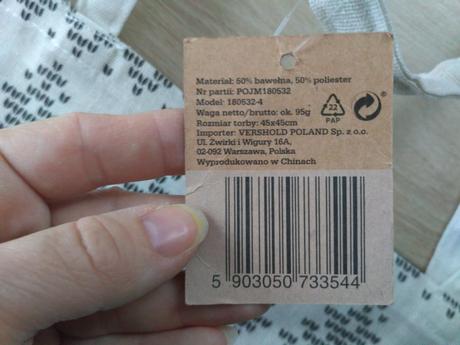 Materiał: 50% bawełna, 50% poliester
Nr partii: POJM180532
Model: 180532-4
Waga netto/brutto: ok. 95g
Rozmiar torby: 45x45cm
Importer: VERSHOLD POLAND Sp. z o.o.
Ul. Żwirki i Wigury 16A,
02-092 Warszawa, Polska
Wyprodukowano w Chinach
22
PAP
5 903050 733544